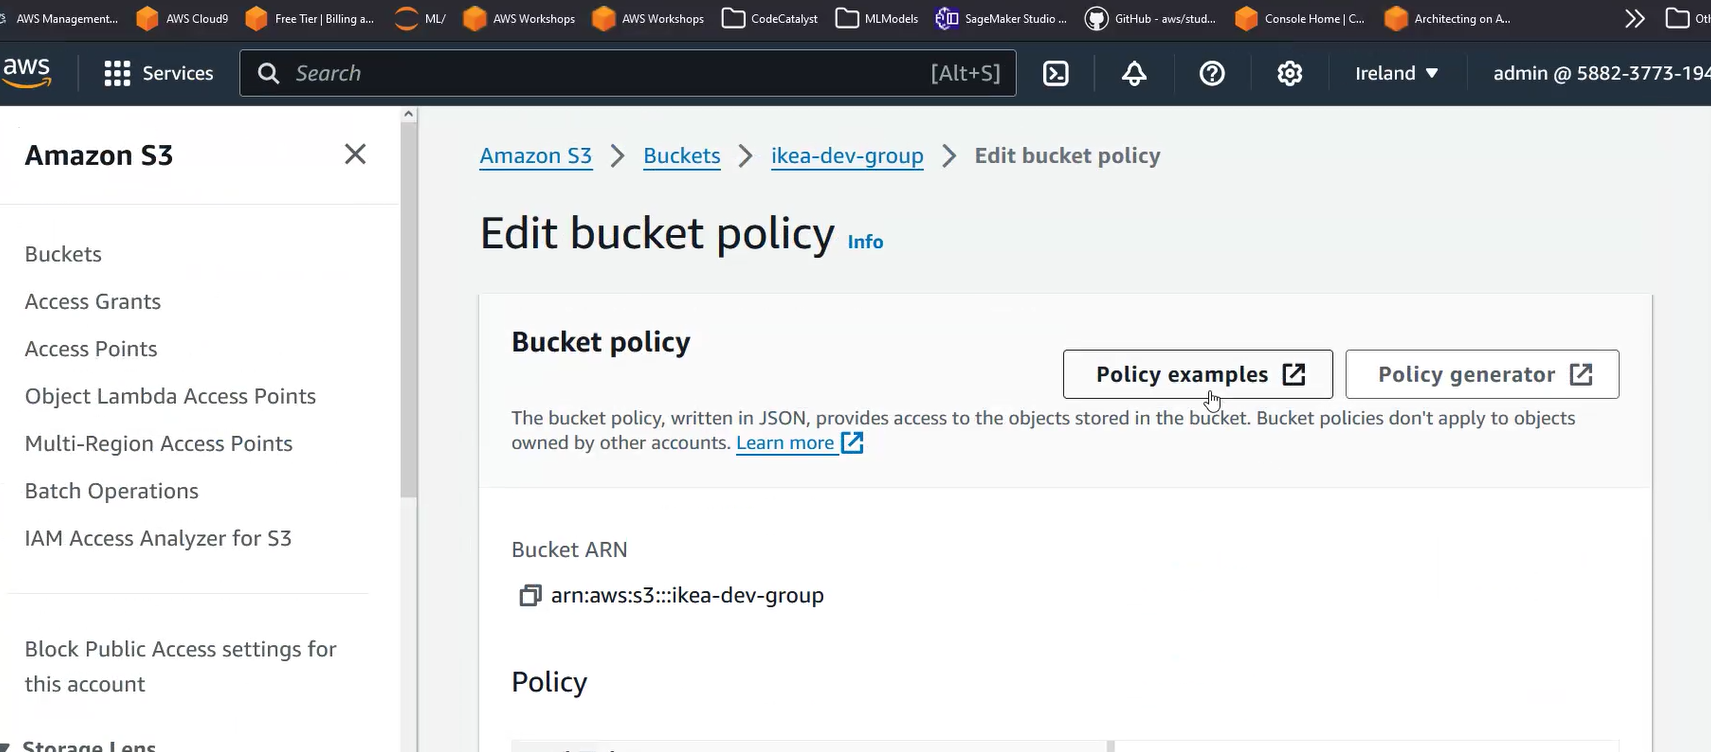 AWS Management... AWS Cloud9 Free Tier | Billing a... ML/ AWS Workshops AWS Workshops CodeCatalyst MLModels SageMaker Studio ... GitHub - aws/stud... Console Home | C... Architecting on A...
aws Services Search [Alt+S] Ireland admin @ 5882-3773-194
Amazon S3
Buckets
Access Grants
Access Points
Object Lambda Access Points
Multi-Region Access Points
Batch Operations
IAM Access Analyzer for S3
Block Public Access settings for
this account
Storage Lens
Amazon S3 > Buckets > ikea-dev-group > Edit bucket policy
Edit bucket policy Info
Bucket policy
Policy examples Policy generator
The bucket policy, written in JSON, provides access to the objects stored in the bucket. Bucket policies don't apply to objects
owned by other accounts. Learn more
Bucket ARN
arn:aws:s3:::ikea-dev-group
Policy